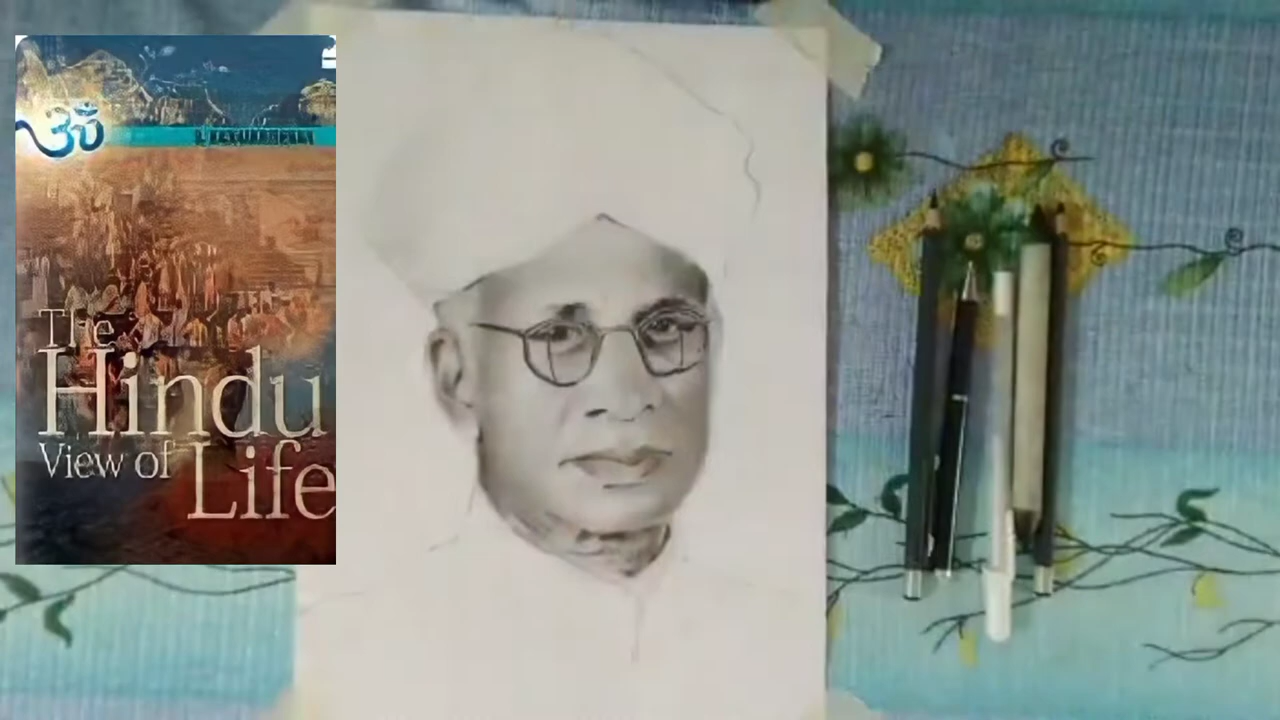 ॐ
The
Hindu
View of
Life